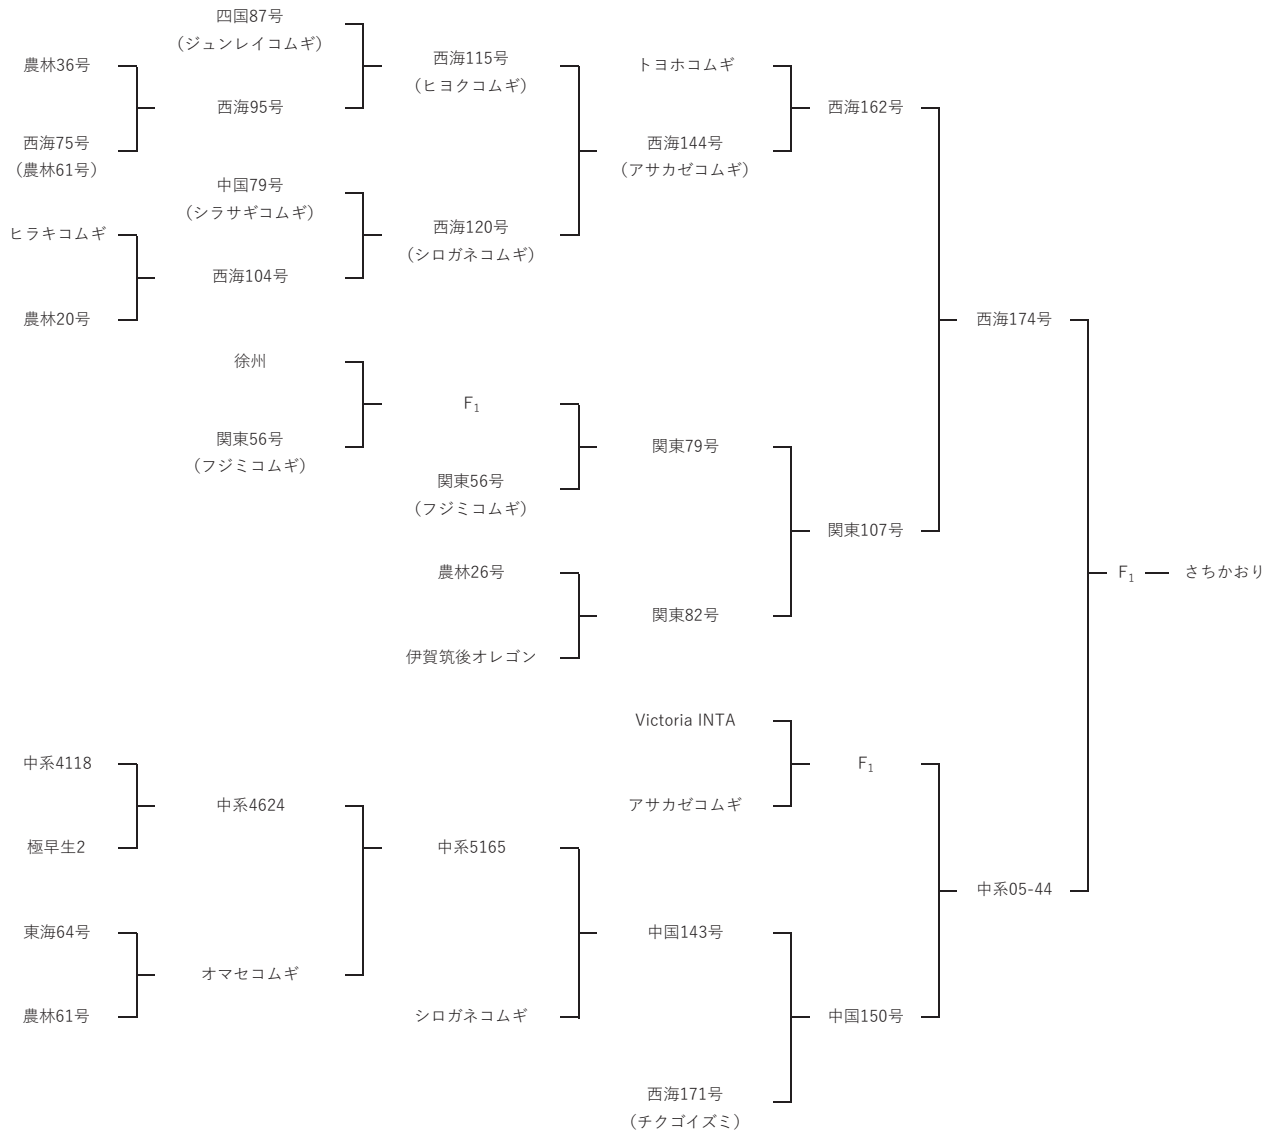 四国87号
（ジュンレイコムギ）
農林36号
西海115号
（ヒヨクコムギ）
トヨホコムギ
西海95号
西海162号
西海75号
（農林61号）
西海144号
（アサカゼコムギ）
中国79号
（シラサギコムギ）
ヒラキコムギ
西海120号
（シロガネコムギ）
西海104号
農林20号
西海174号
徐州
F1
関東56号
（フジミコムギ）
関東79号
関東56号
（フジミコムギ）
関東107号
農林26号
F1
さちかおり
関東82号
伊賀筑後オレゴン
Victoria INTA
中系4118
F1
中系4624
アサカゼコムギ
極早生2
中系5165
中系05-44
東海64号
中国143号
オマセコムギ
農林61号
シロガネコムギ
中国150号
西海171号
（チクゴイズミ）